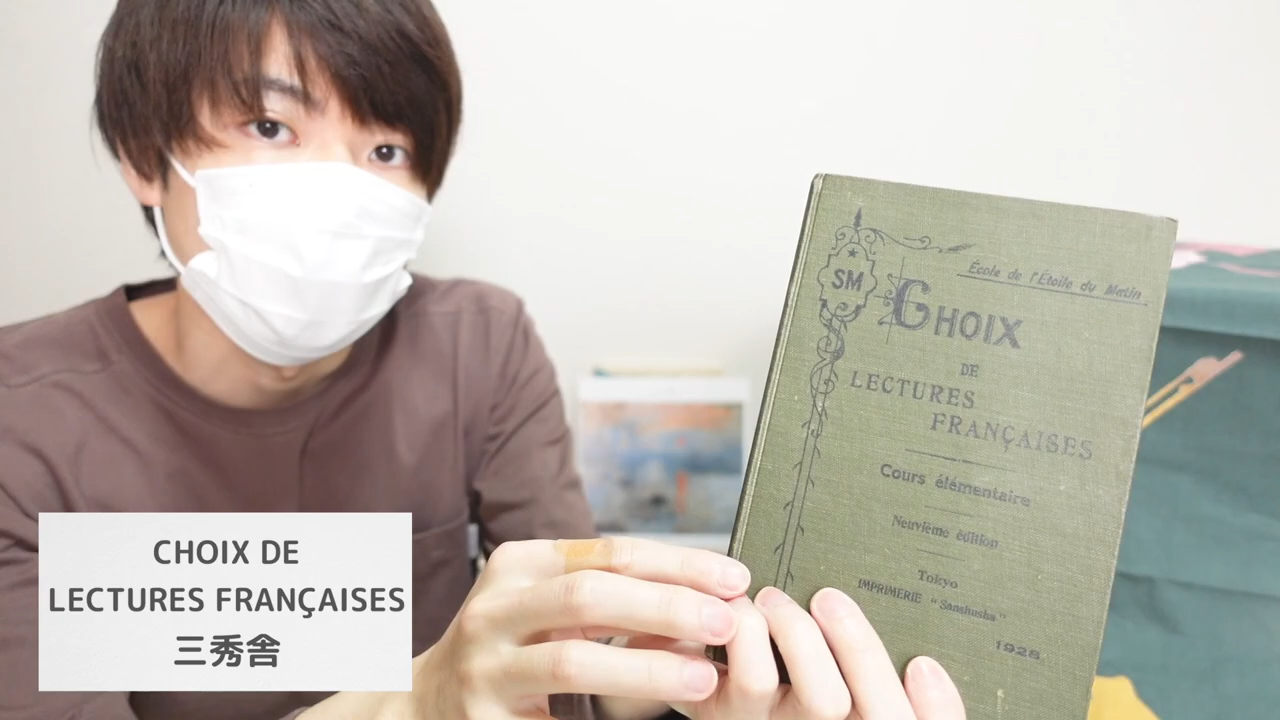 École de l'Étoile du Matin
SM
CHOIX
DE
LECTURES
FRANÇAISES
Cours élémentaire
Neuvième édition
Tokyo
IMPRIMERIE "Sanshusha"
1928
CHOIX DE
LECTURES FRANÇAISES
三秀舎